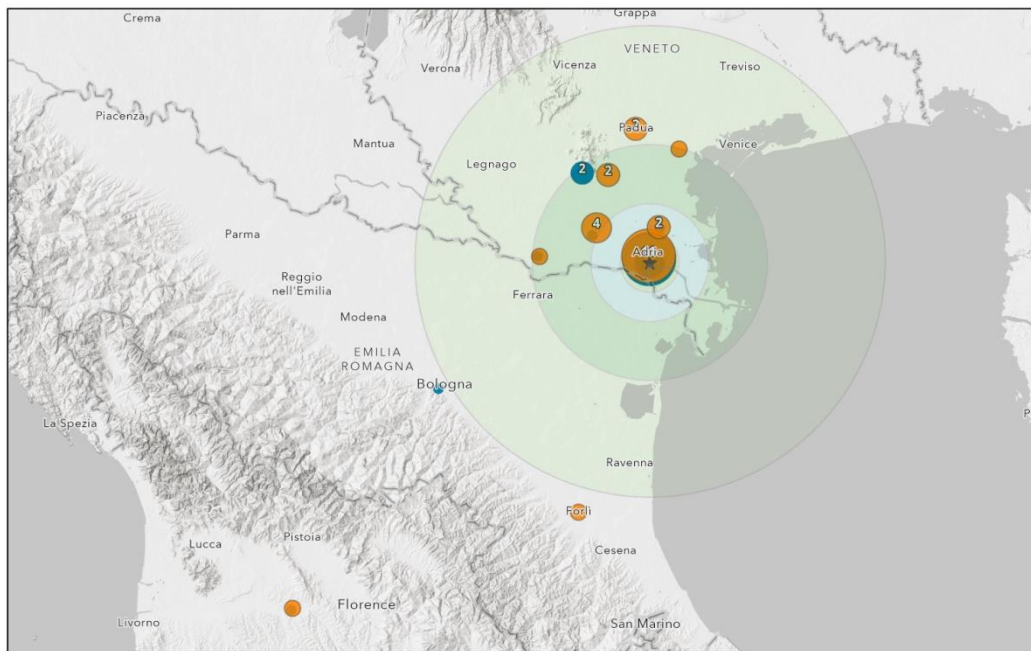 Grappa
Crema
VENETO
Verona
Vicenza
Treviso
Piacenza
Padua
Mantua
Venice
Legnago
2
2
4
2
Parma
Adria
Reggio
nell'Emilia
Ferrara
Modena
EMILIA
ROMAGNA
Bologna
La Spezia
Ravenna
Forlì
Pistoia
Lucca
Cesena
Florence
Livorno
San Marino